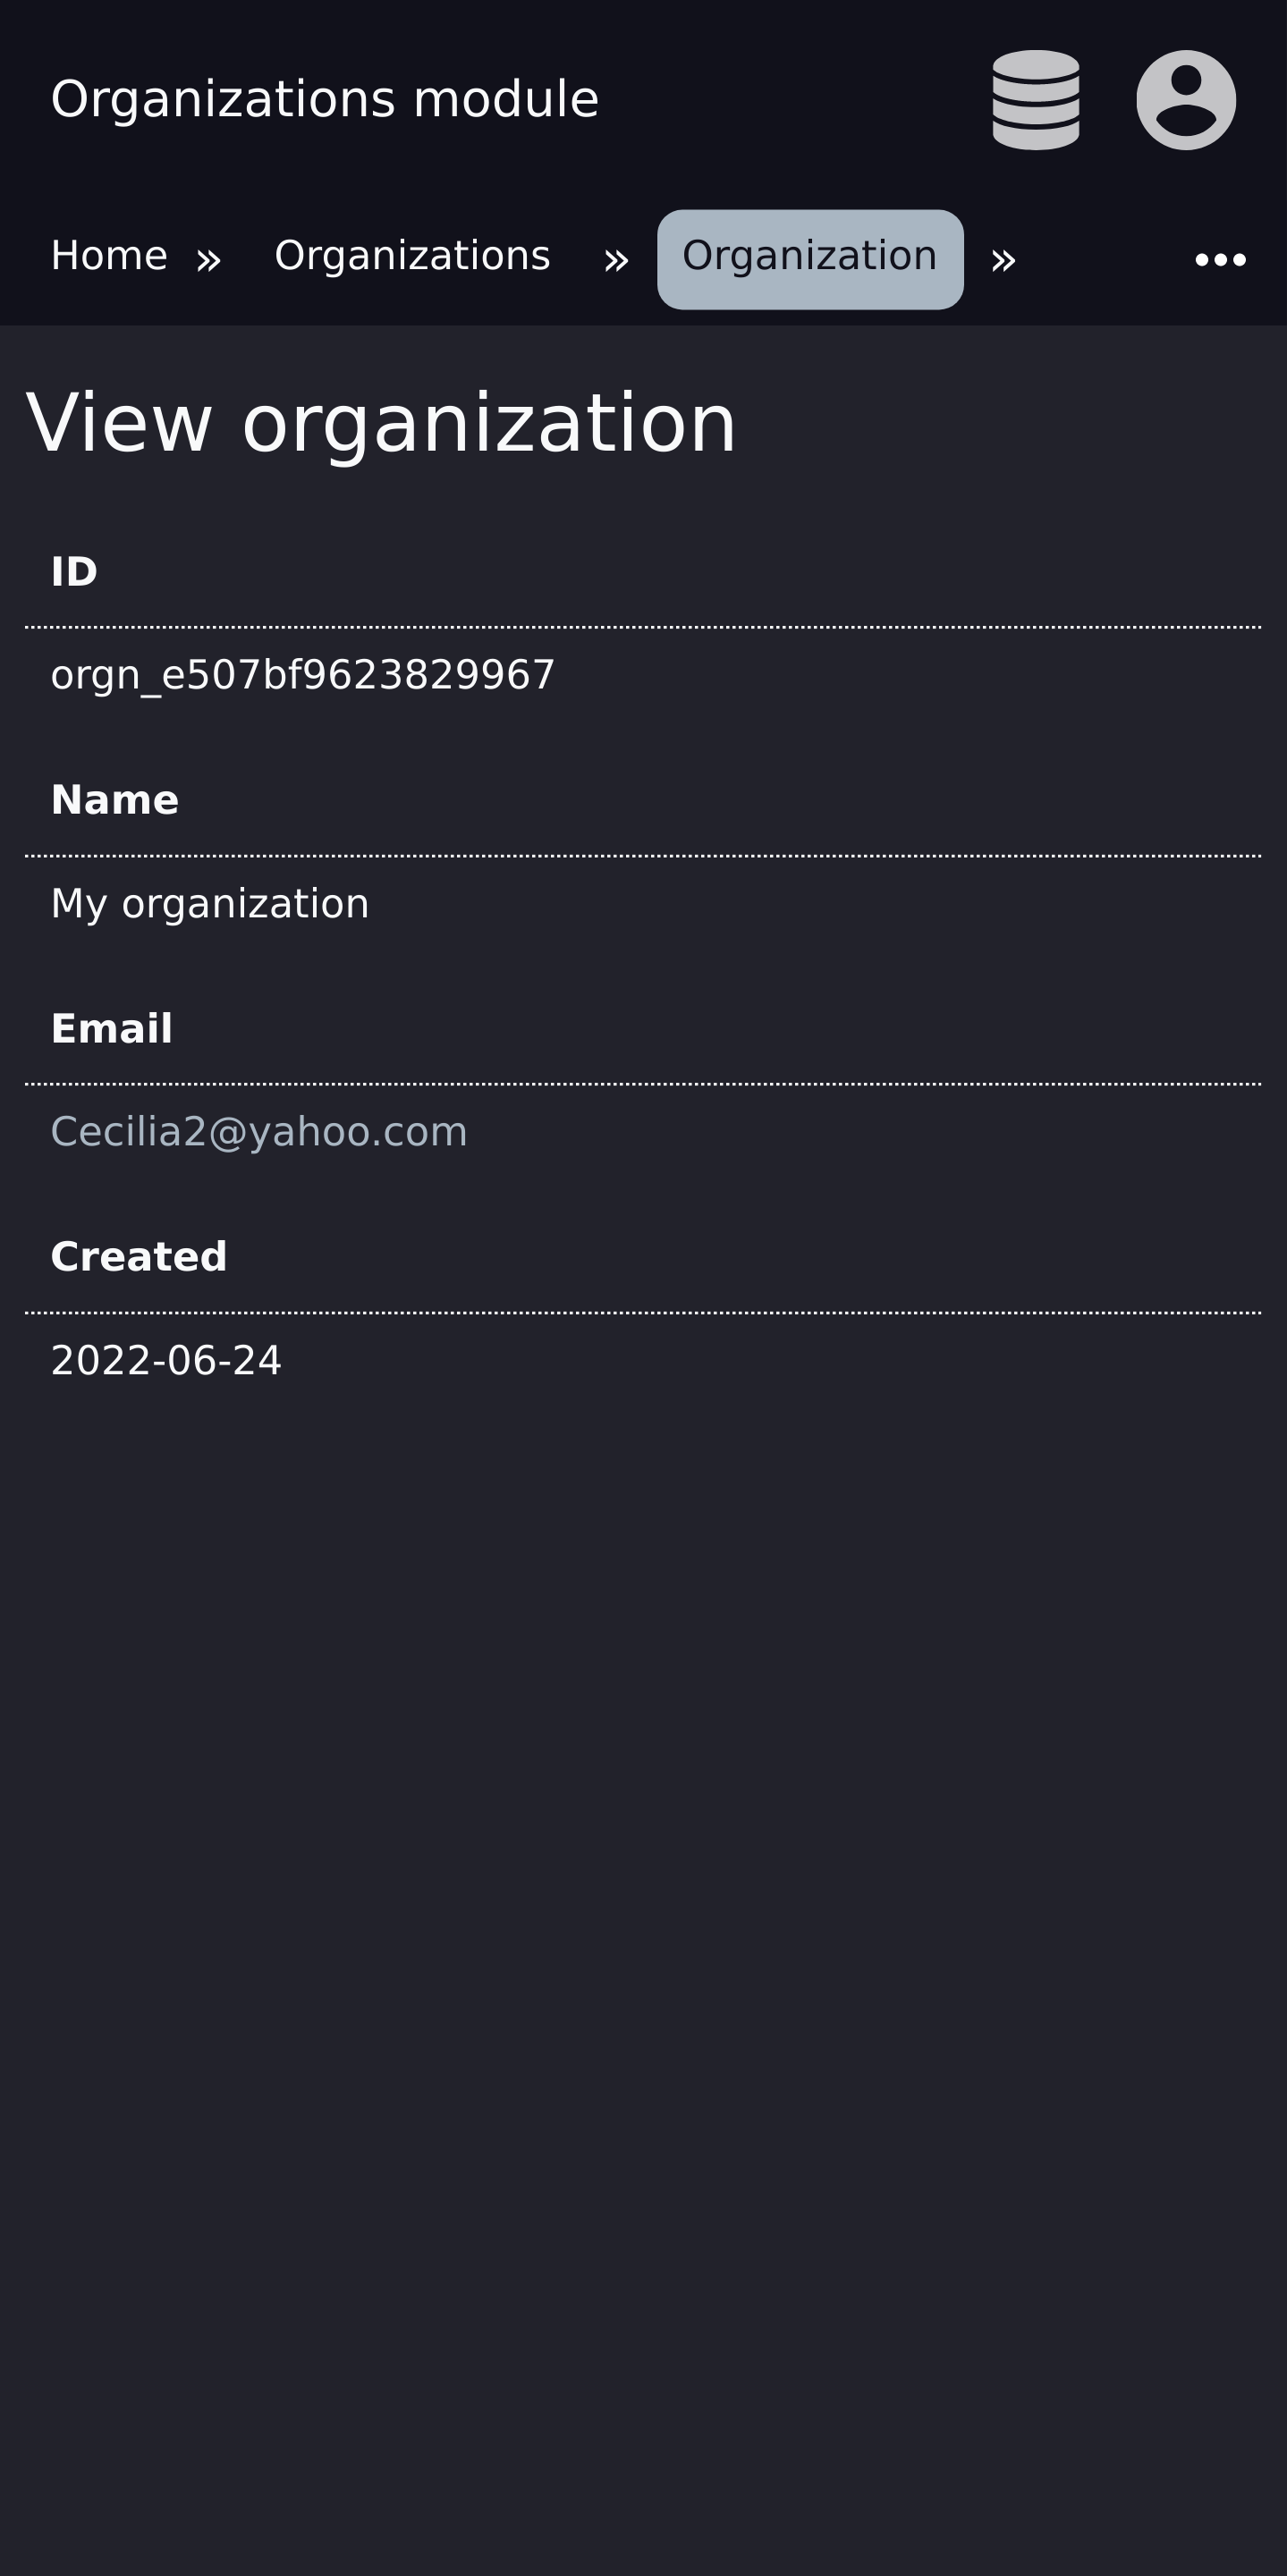 Organizations module
Home » Organizations » Organization »
View organization
ID
orgn_e507bf9623829967
Name
My organization
Email
Cecilia2@yahoo.com
Created
2022-06-24